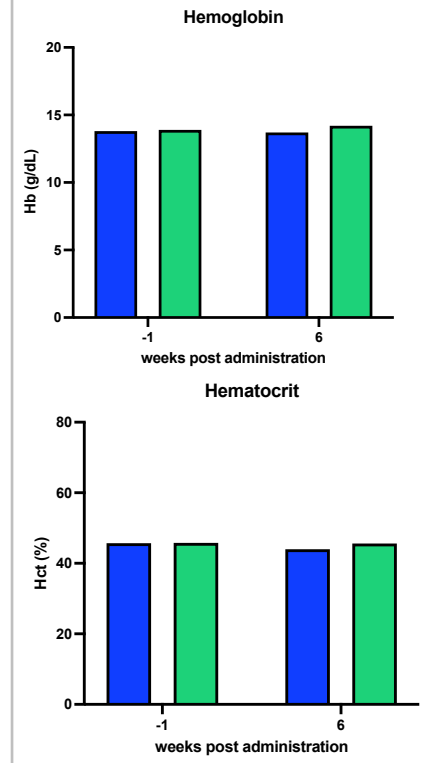 Hemoglobin
20
15
10
5
0
Hb (g/dL)
-1 6
weeks post administration
Hematocrit
80
60
40
20
0
Hct (%)
-1 6
weeks post administration